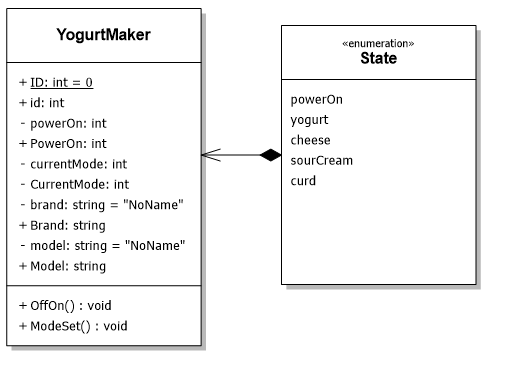 YogurtMaker
+ ID: int = 0
+ id: int
- powerOn: int
+ PowerOn: int
- currentMode: int
- CurrentMode: int
- brand: string = "NoName"
+ Brand: string
- model: string = "NoName"
+ Model: string
+ OffOn() : void
+ ModeSet() : void
«enumeration»
State
powerOn
yogurt
cheese
sourCream
curd